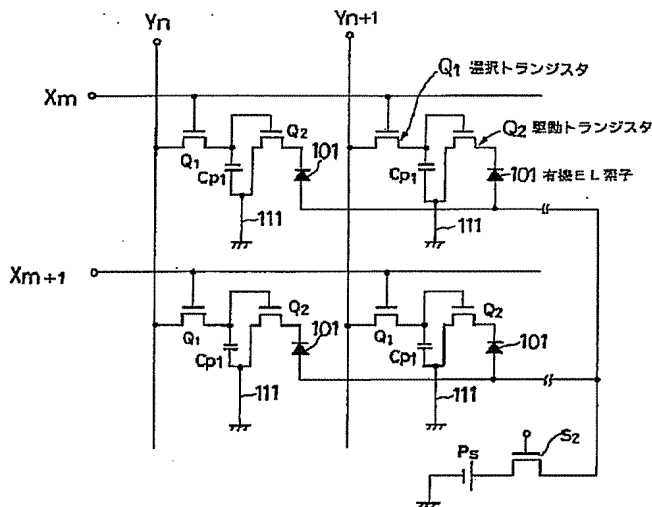 Yn
Yn+1
Xm
Q1 選択トランジスタ
Q1
Q2
Cp1
101
Cp1
Q2 駆動トランジスタ
101 有機EL素子
111
111
Xm+1
Q1
Q2
Cp1
101
Q1
Q2
Cp1
101
111
111
Ps
S2